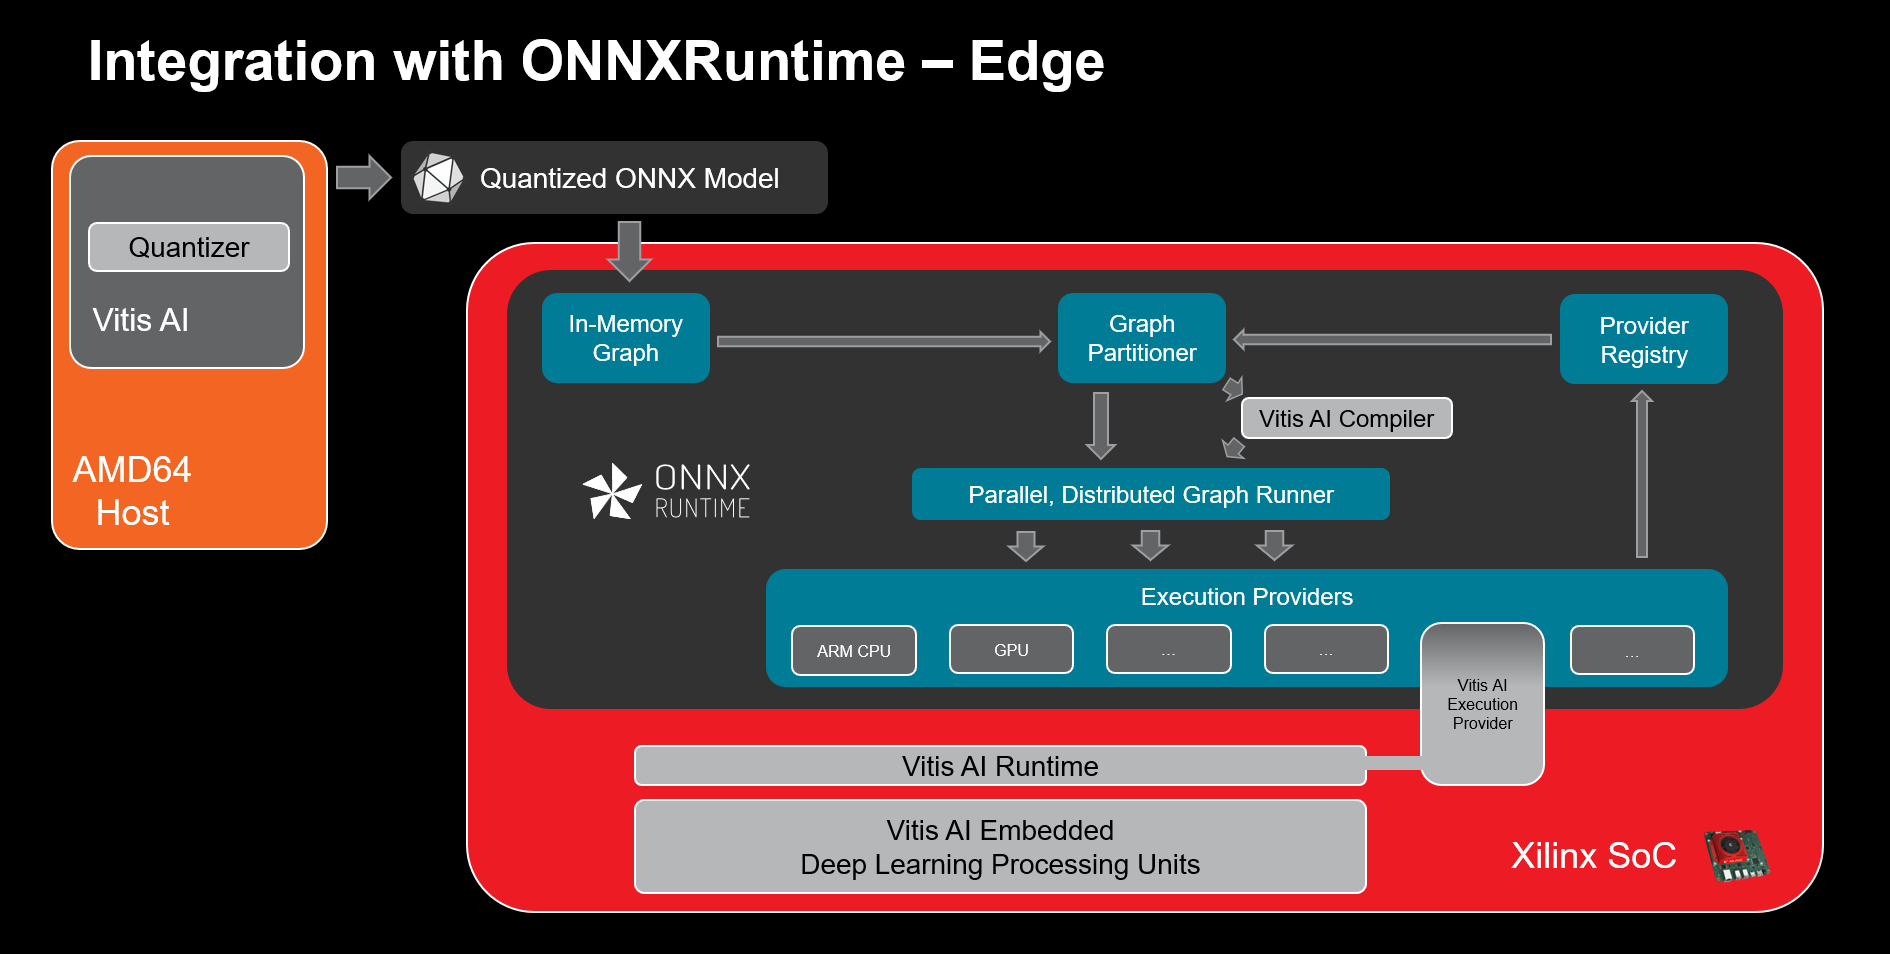 Integration with ONNXRuntime – Edge
Quantizer
Vitis AI
AMD64
Host
Quantized ONNX Model
In-Memory
Graph
Graph
Partitioner
Provider
Registry
Vitis AI Compiler
ONNX
RUNTIME
Parallel, Distributed Graph Runner
Execution Providers
ARM CPU
GPU
...
...
Vitis AI
Execution
Provider
...
Vitis AI Runtime
Vitis AI Embedded
Deep Learning Processing Units
Xilinx SoC